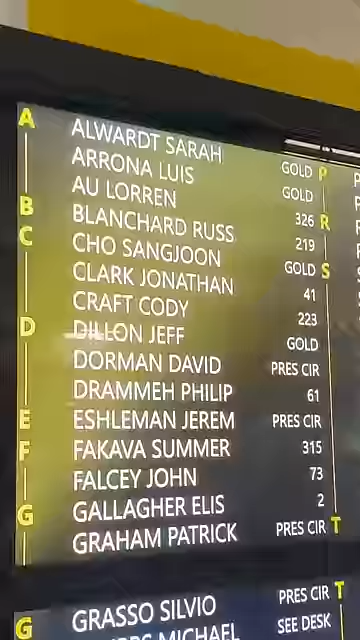 A ALWARDT SARAH GOLD P
ARRONA LUIS GOLD
AU LORREN 326 R
B BLANCHARD RUSS 219
C CHO SANGJOON GOLD S
CLARK JONATHAN 41
CRAFT CODY 223
D DILLON JEFF GOLD
DORMAN DAVID PRES CIR
DRAMMEH PHILIP 61
E ESHLEMAN JEREM PRES CIR
F FAKAVA SUMMER 315
FALCEY JOHN 73
G GALLAGHER ELIS 2
GRAHAM PATRICK PRES CIR T
G GRASSO SILVIO PRES CIR T
MICHAEL SEE DESK